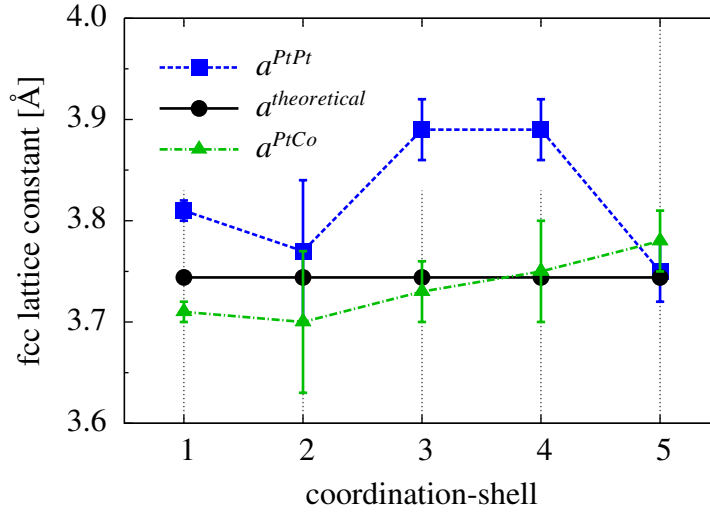 4.0
3.9
3.8
3.7
3.6
fcc lattice constant [Å]
a^{PtPt}
a^{theoretical}
a^{PtCo}
1 2 3 4 5
coordination-shell